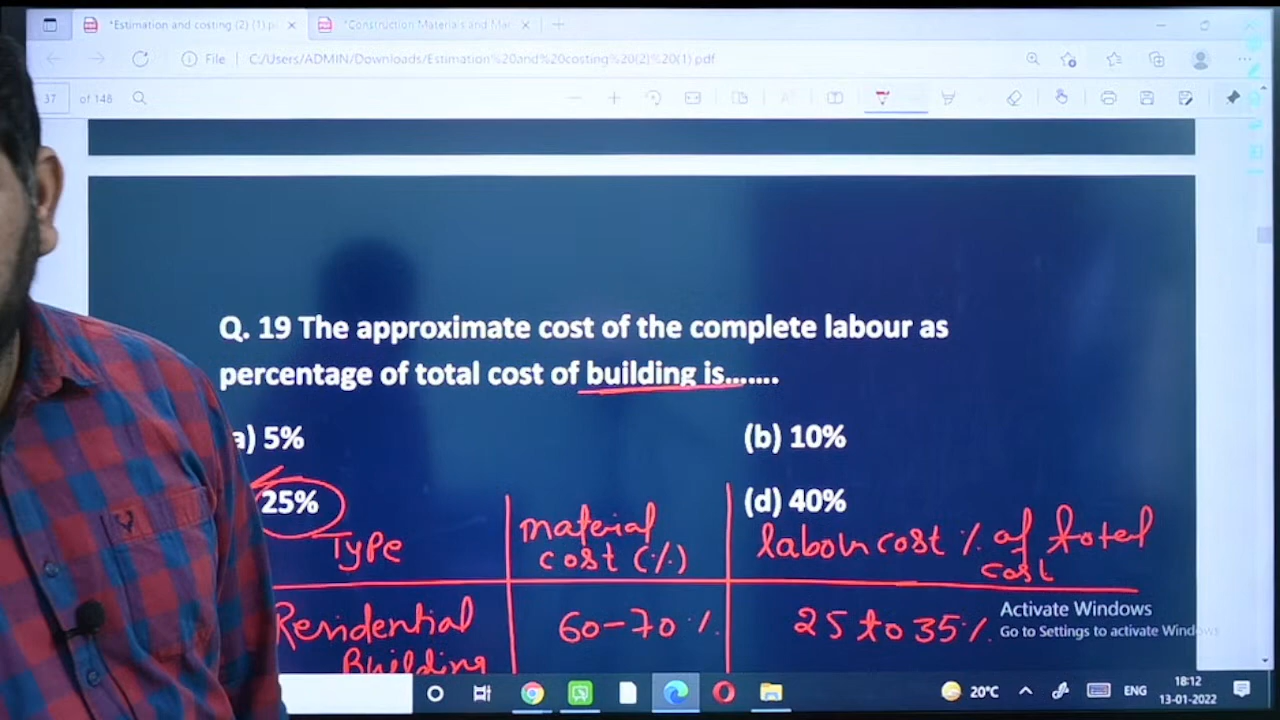 *Estimation and costing (2) (1).p
*Construction Materials and Mar
File
C:/Users/ADMIN/Downloads/Estimation%20and%20costing%20(2)%20(1).pdf
37 of 148
Q. 19 The approximate cost of the complete labour as
percentage of total cost of building is.......
a) 5%
(b) 10%
25%
(d) 40%
Type
material cost (%)
labour cost % of total cost
Residential Building
60-70%
25 to 35%
Activate Windows
Go to Settings to activate Windows
20°C
ENG
18:12
13-01-2022